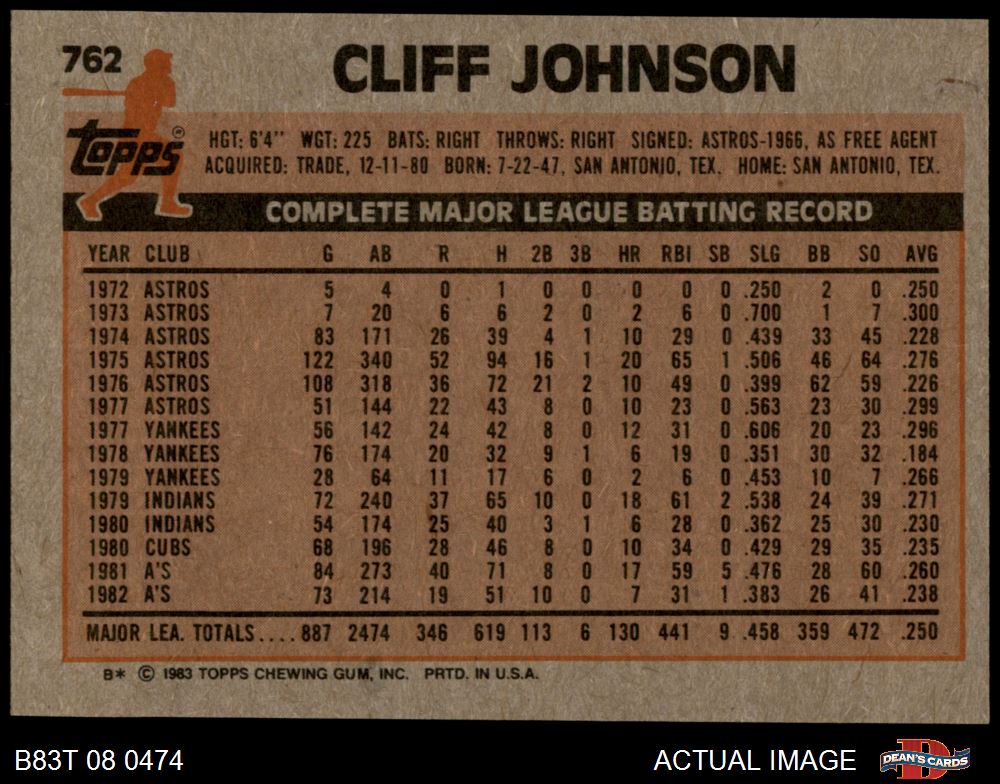 762 CLIFF JOHNSON
Topps®
HGT: 6'4" WGT: 225 BATS: RIGHT THROWS: RIGHT SIGNED: ASTROS-1966, AS FREE AGENT
ACQUIRED: TRADE, 12-11-80 BORN: 7-22-47, SAN ANTONIO, TEX. HOME: SAN ANTONIO, TEX.
COMPLETE MAJOR LEAGUE BATTING RECORD
YEAR CLUB G AB R H 2B 3B HR RBI SB SLG BB SO AVG
1972 ASTROS 5 4 0 1 0 0 0 0 0 .250 2 0 .250
1973 ASTROS 7 20 6 6 2 0 2 6 0 .700 1 7 .300
1974 ASTROS 83 171 26 39 4 1 10 29 0 .439 33 45 .228
1975 ASTROS 122 340 52 94 16 1 20 65 1 .506 46 64 .276
1976 ASTROS 108 318 36 72 21 2 10 49 0 .399 62 59 .226
1977 ASTROS 51 144 22 43 8 0 10 23 0 .563 23 30 .299
1977 YANKEES 56 142 24 42 8 0 12 31 0 .606 20 23 .296
1978 YANKEES 76 174 20 32 9 1 6 19 0 .351 30 32 .184
1979 YANKEES 28 64 11 17 6 0 2 6 0 .453 10 7 .266
1979 INDIANS 72 240 37 65 10 0 18 61 2 .538 24 39 .271
1980 INDIANS 54 174 25 40 3 1 6 28 0 .362 25 30 .230
1980 CUBS 68 196 28 46 8 0 10 34 0 .429 29 35 .235
1981 A'S 84 273 40 71 8 0 17 59 5 .476 28 60 .260
1982 A'S 73 214 19 51 10 0 7 31 1 .383 26 41 .238
MAJOR LEA. TOTALS.... 887 2474 346 619 113 6 130 441 9 .458 359 472 .250
B* © 1983 TOPPS CHEWING GUM, INC. PRTD. IN U.S.A.
B83T 08 0474 ACTUAL IMAGE D DEAN'S CARDS